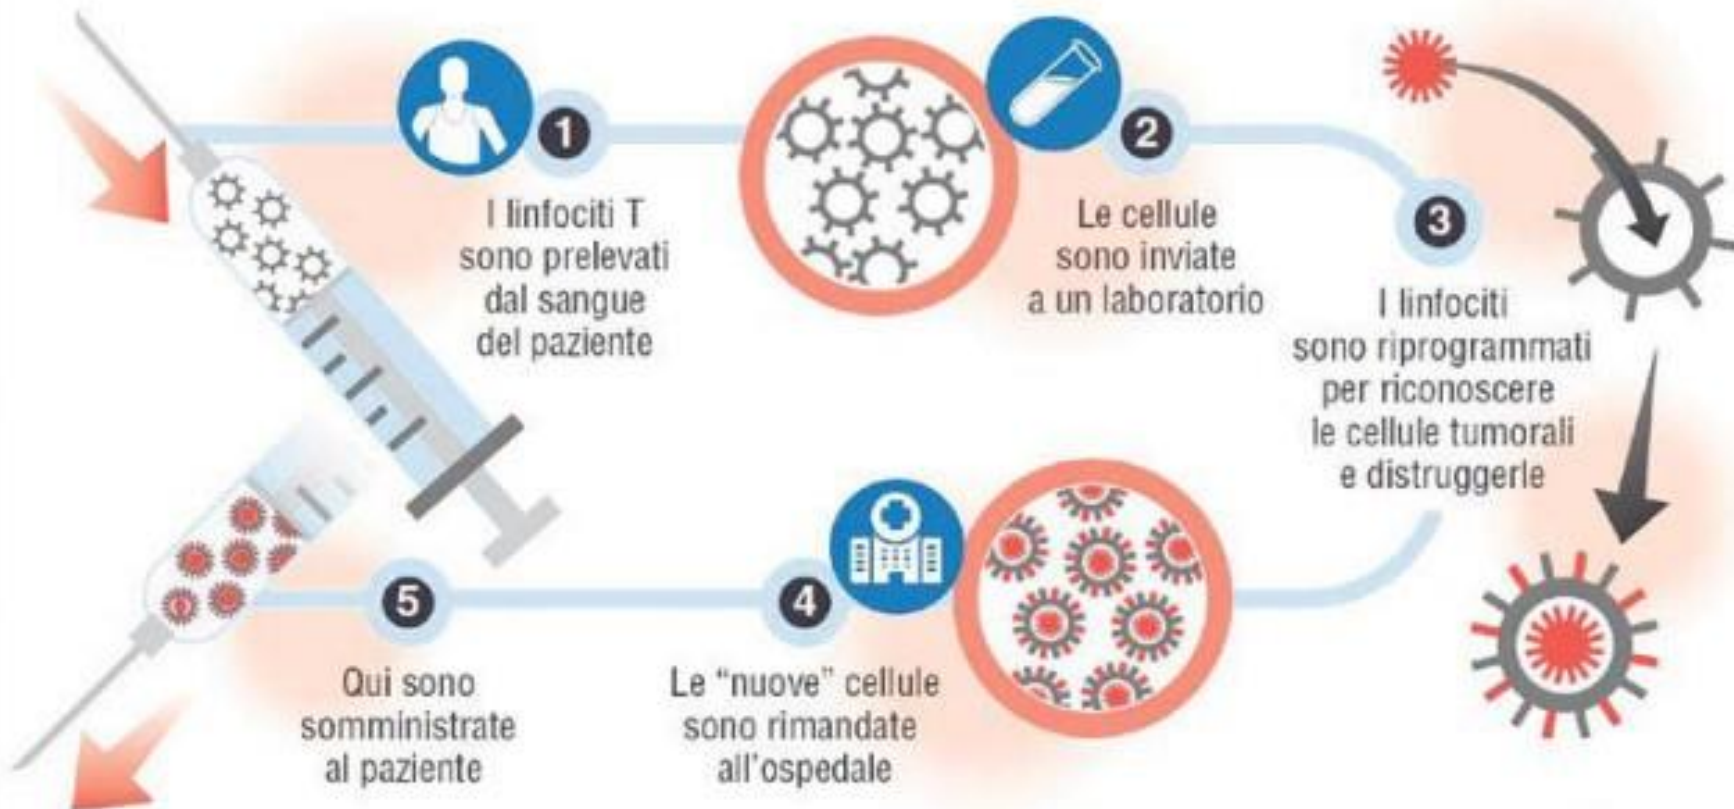 1
I linfociti T
sono prelevati
dal sangue
del paziente
2
Le cellule
sono inviate
a un laboratorio
3
I linfociti
sono riprogrammati
per riconoscere
le cellule tumorali
e distruggerle
4
Le “nuove” cellule
sono rimandate
all’ospedale
5
Qui sono
somministrate
al paziente